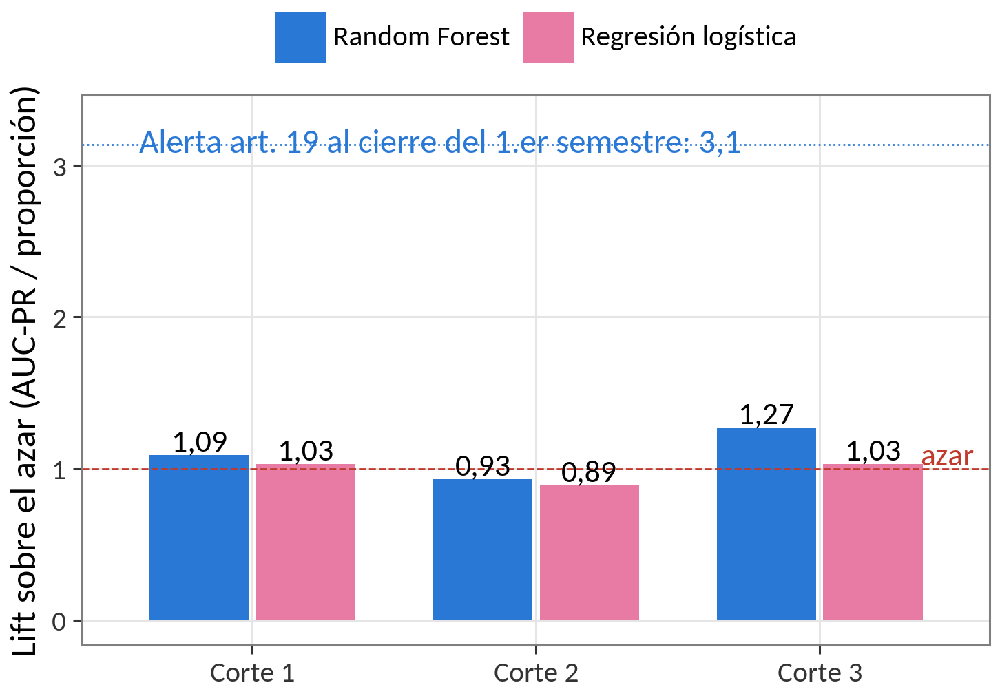 Random Forest
Regresión logística
Lift sobre el azar (AUC-PR / proporción)
Alerta art. 19 al cierre del 1.er semestre: 3,1
3
2
1
0
1,09
1,03
0,93
0,89
1,27
1,03
azar
Corte 1
Corte 2
Corte 3